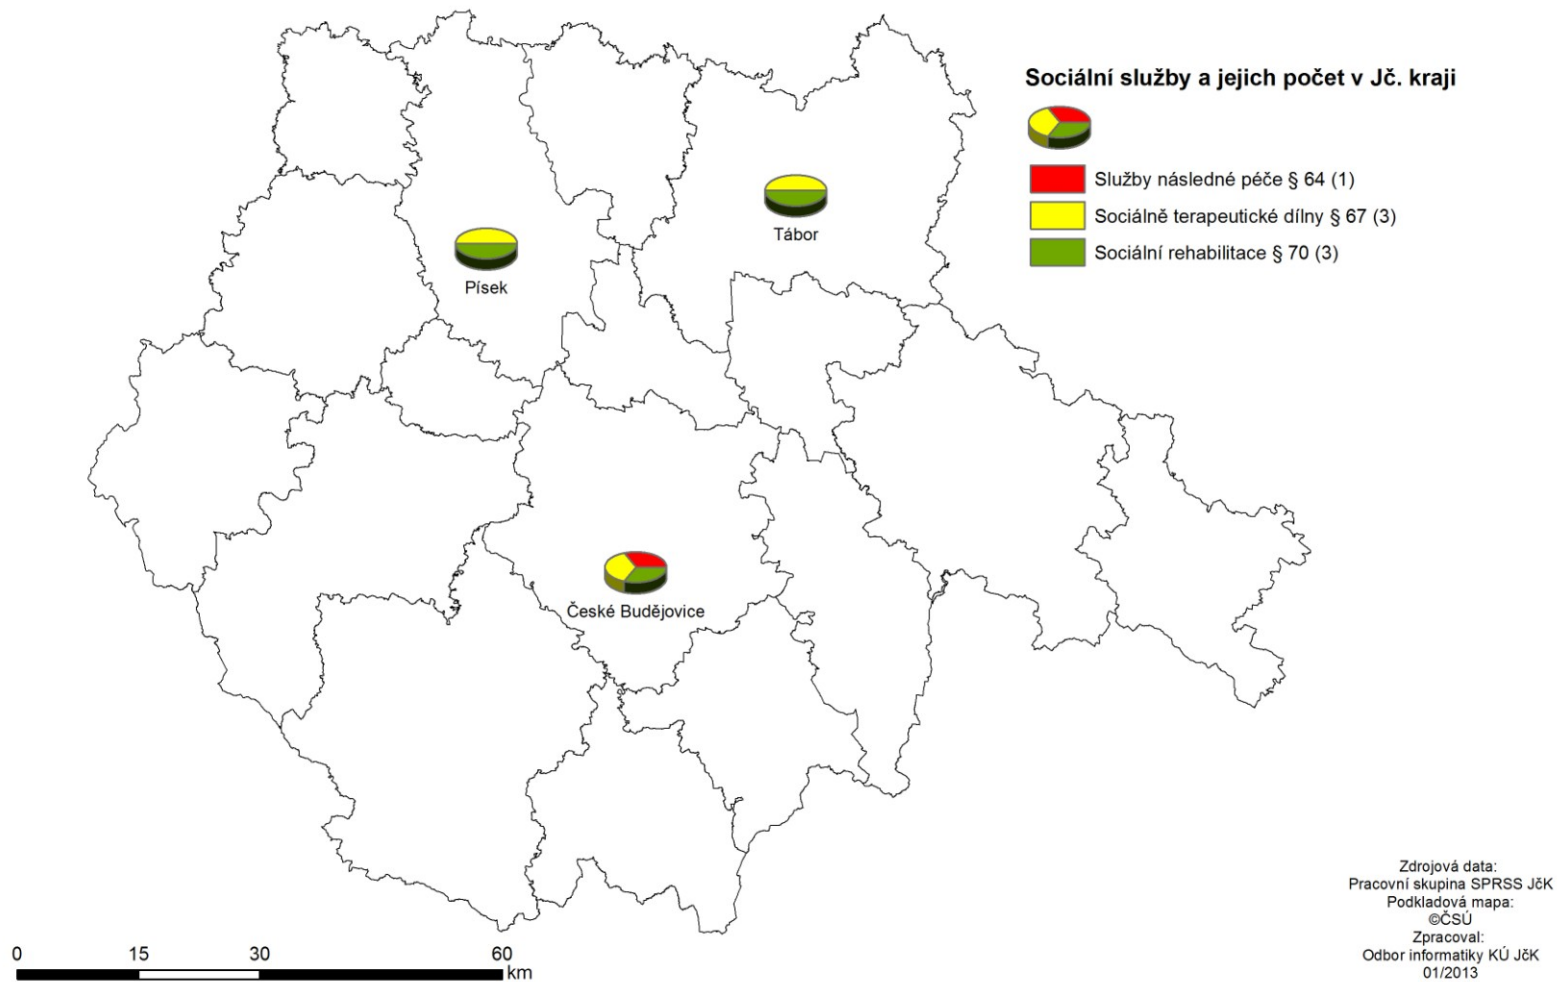 Sociální služby a jejich počet v Jč. kraji
Služby následné péče § 64 (1)
Sociálně terapeutické dílny § 67 (3)
Sociální rehabilitace § 70 (3)
Tábor
Písek
České Budějovice
0 15 30 60
km
Zdrojová data:
Pracovní skupina SPRSS JčK
Podkladová mapa:
©ČSÚ
Zpracoval:
Odbor informatiky KÚ JčK
01/2013